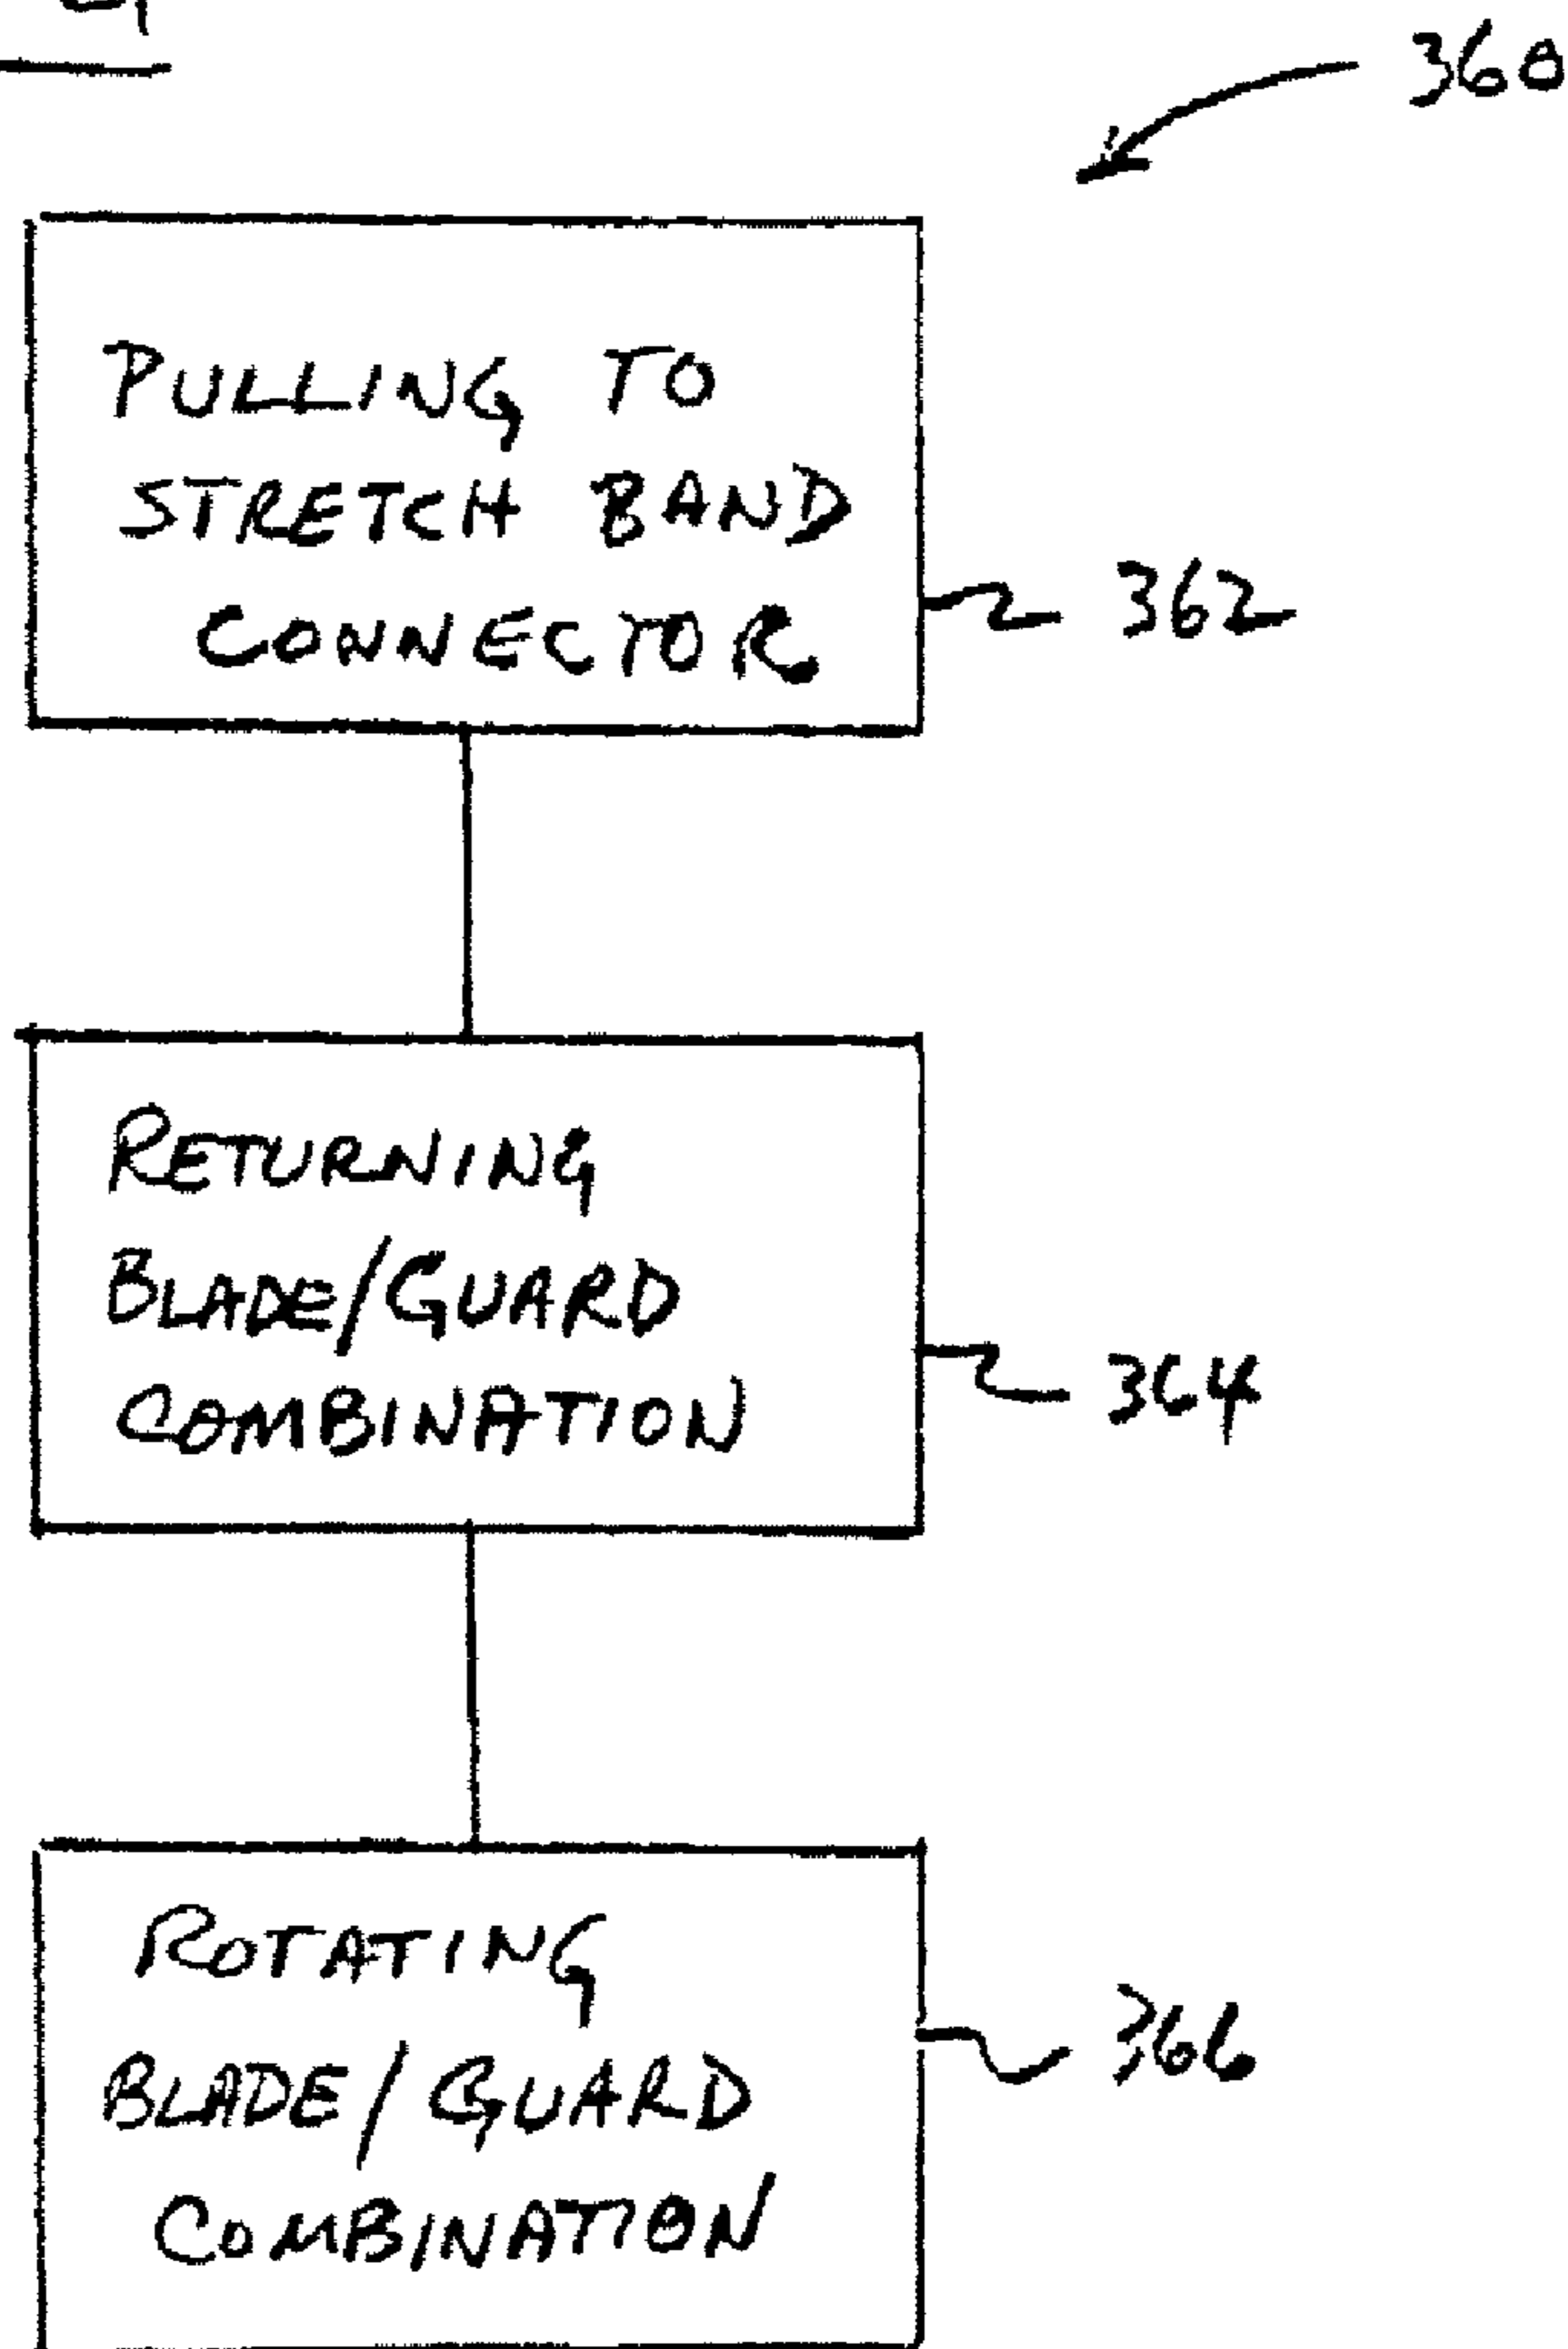 360
PULLING TO
STRETCH BAND
CONNECTOR
362
RETURNING
BLADE/GUARD
COMBINATION
364
ROTATING
BLADE/GUARD
COMBINATION
366